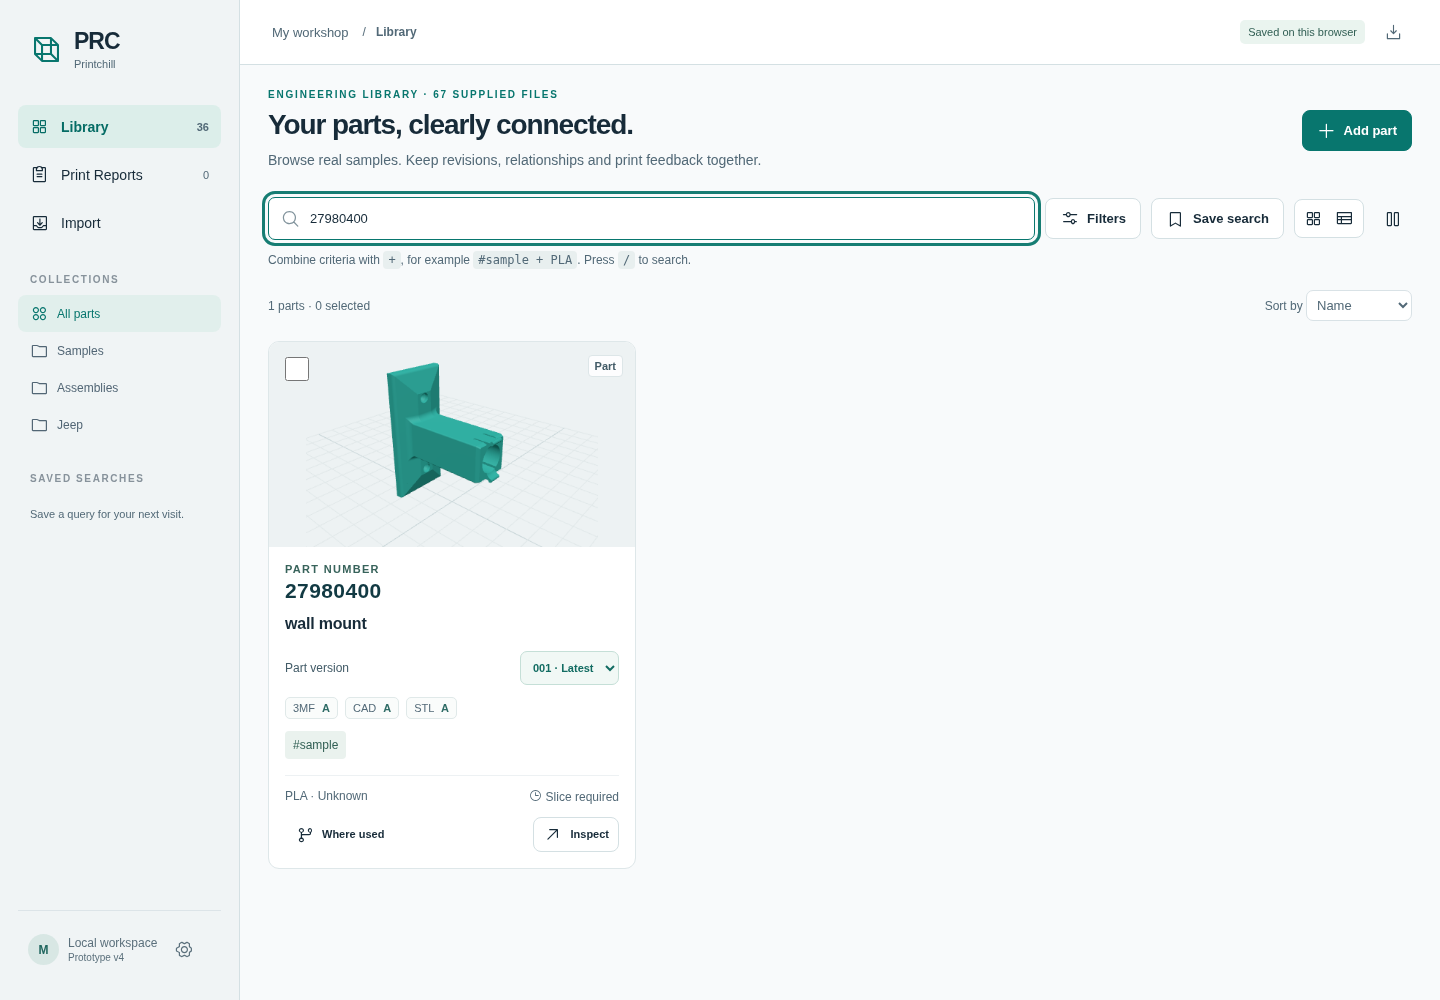 PRC
Printchill
Library 36
Print Reports 0
Import
COLLECTIONS
All parts
Samples
Assemblies
Jeep
SAVED SEARCHES
Save a query for your next visit.
M
Local workspace
Prototype v4
My workshop / Library
Saved on this browser
ENGINEERING LIBRARY · 67 SUPPLIED FILES
Your parts, clearly connected.
Browse real samples. Keep revisions, relationships and print feedback together.
Add part
27980400
Filters
Save search
Combine criteria with +, for example #sample + PLA. Press / to search.
1 parts · 0 selected
Sort by Name
Part
PART NUMBER
27980400
wall mount
Part version 001 · Latest
3MF A CAD A STL A
#sample
PLA · Unknown Slice required
Where used Inspect